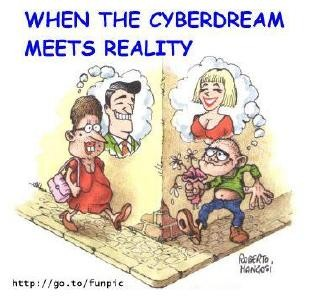 WHEN THE CYBERDREAM
MEETS REALITY
ROBERTO
MANGOSI
http://go.to/funpic